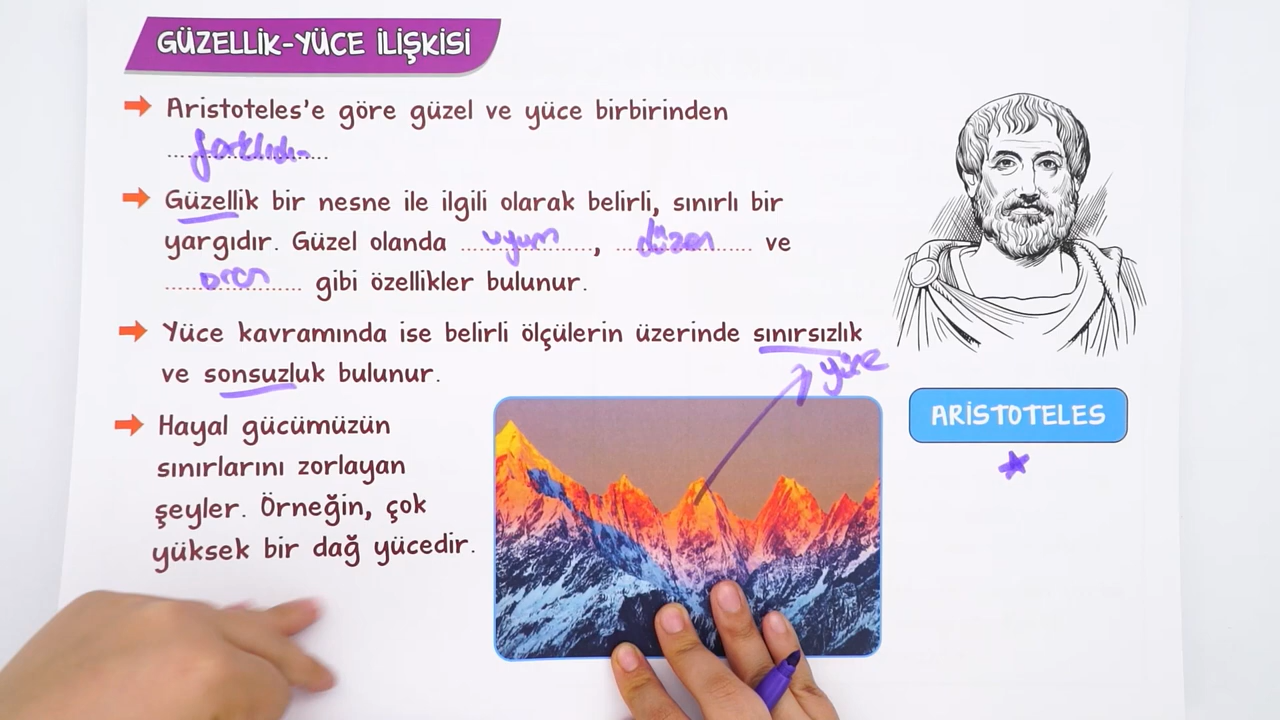 GÜZELLİK-YÜCE İLİŞKİSİ
Aristoteles'e göre güzel ve yüce birbirinden
farklıdır.
Güzellik bir nesne ile ilgili olarak belirli, sınırlı bir
yargıdır. Güzel olanda uyum, düzen ve
oran gibi özellikler bulunur.
Yüce kavramında ise belirli ölçülerin üzerinde sınırsızlık
ve sonsuzluk bulunur.
yüce
Hayal gücümüzün
sınırlarını zorlayan
şeyler. Örneğin, çok
yüksek bir dağ yücedir.
ARİSTOTELES